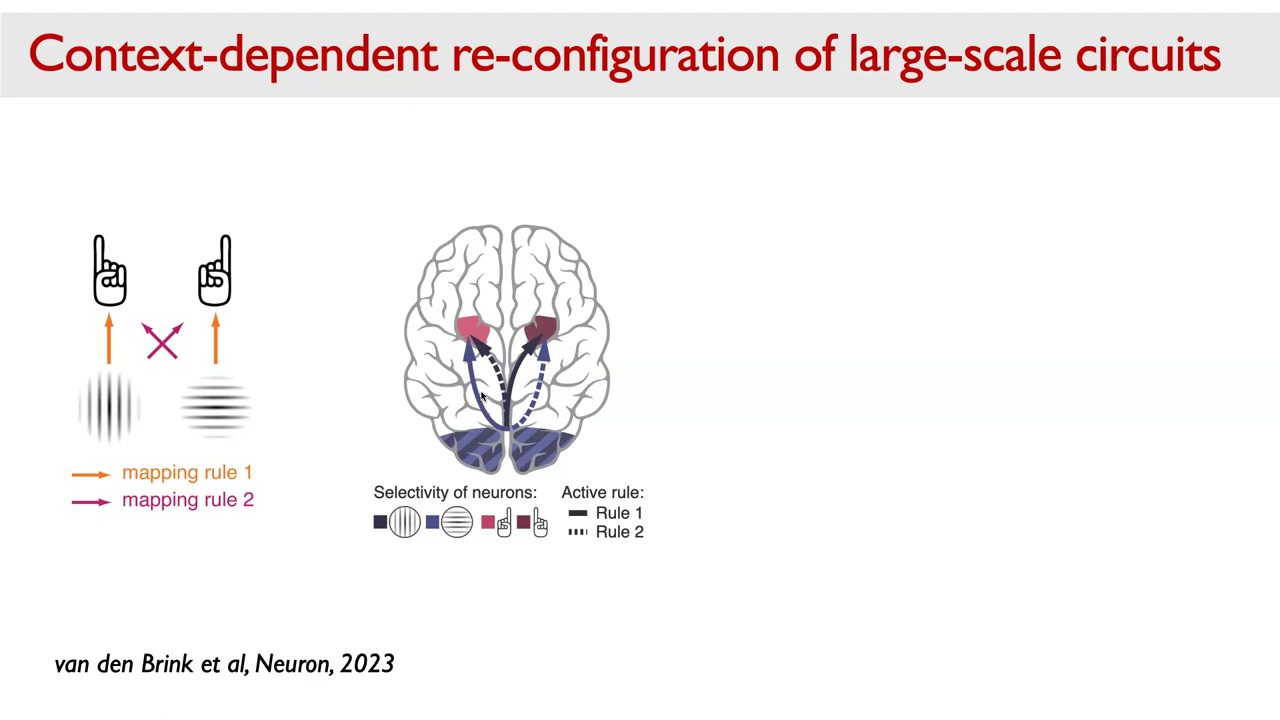 Context-dependent re-configuration of large-scale circuits
mapping rule 1
mapping rule 2
Selectivity of neurons:
Active rule:
Rule 1
Rule 2
van den Brink et al, Neuron, 2023